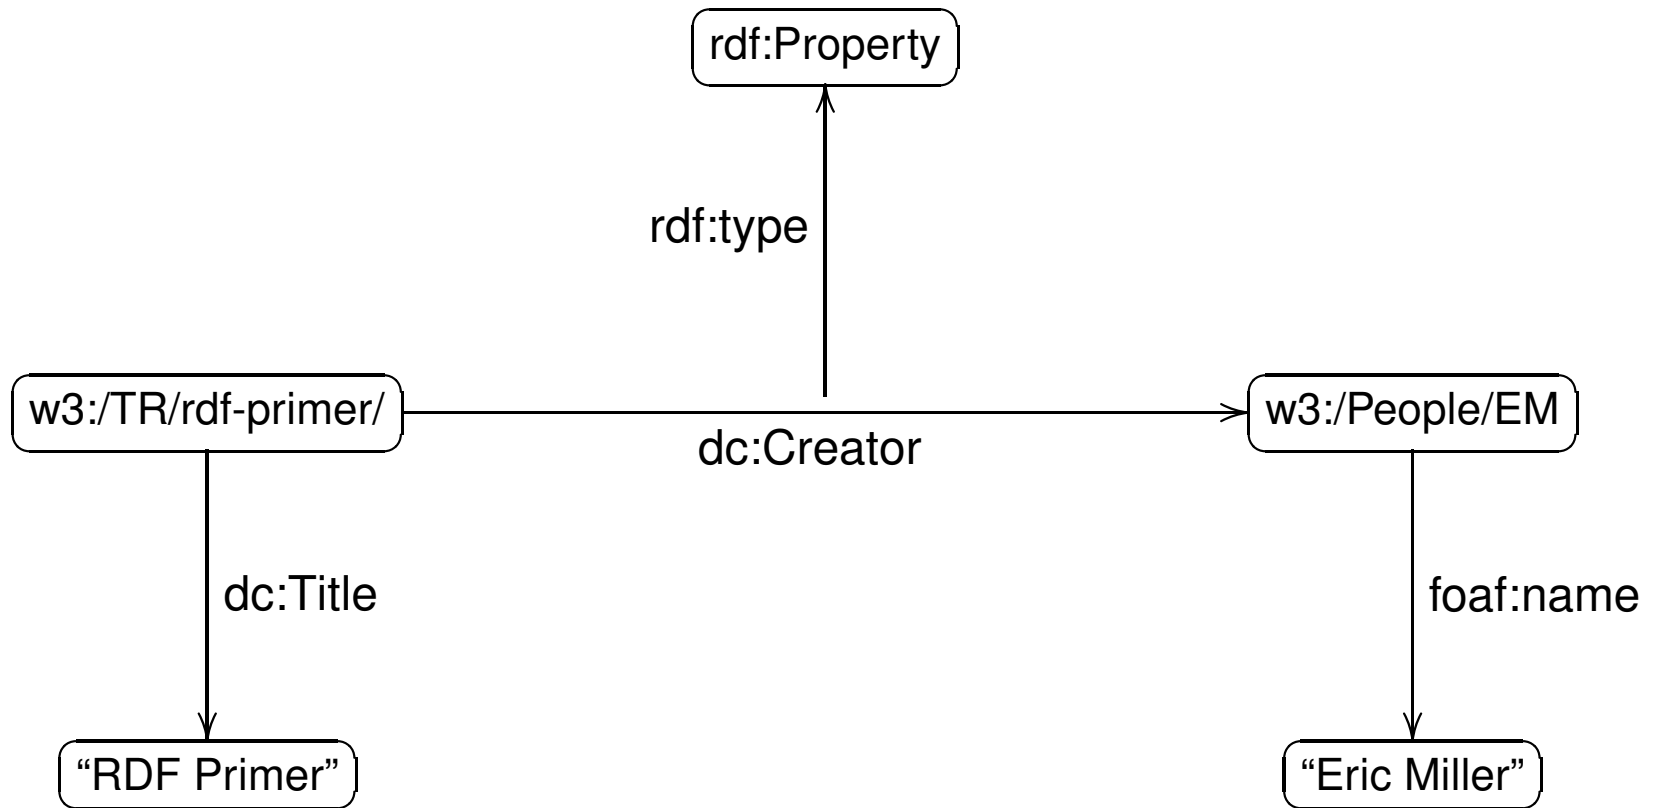 rdf:Property
rdf:type
w3:/TR/rdf-primer/
w3:/People/EM
dc:Creator
dc:Title
foaf:name
“RDF Primer”
“Eric Miller”